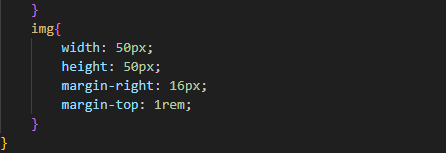 }
img{
width: 50px;
height: 50px;
margin-right: 16px;
margin-top: 1rem;
}
}